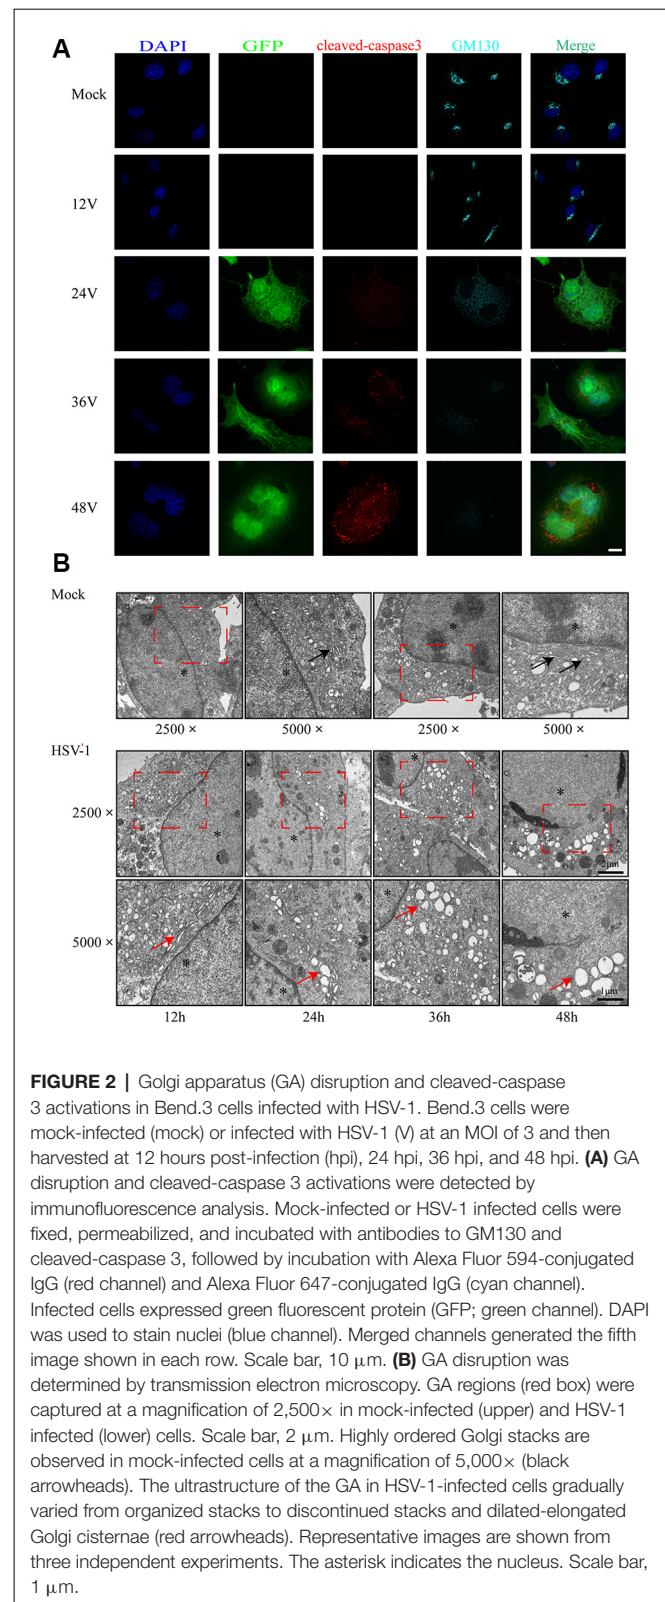 A
DAPI GFP cleaved-caspase3 GM130 Merge
Mock
12V
24V
36V
48V
B
Mock
* * * *
2500 × 5000 × 2500 × 5000 ×
HSV-1
2500 ×
* * * *
2μm
5000 ×
* * * *
1μm
12h 24h 36h 48h
FIGURE 2 | Golgi apparatus (GA) disruption and cleaved-caspase
3 activations in Bend.3 cells infected with HSV-1. Bend.3 cells were
mock-infected (mock) or infected with HSV-1 (V) at an MOI of 3 and then
harvested at 12 hours post-infection (hpi), 24 hpi, 36 hpi, and 48 hpi. (A) GA
disruption and cleaved-caspase 3 activations were detected by
immunofluorescence analysis. Mock-infected or HSV-1 infected cells were
fixed, permeabilized, and incubated with antibodies to GM130 and
cleaved-caspase 3, followed by incubation with Alexa Fluor 594-conjugated
IgG (red channel) and Alexa Fluor 647-conjugated IgG (cyan channel).
Infected cells expressed green fluorescent protein (GFP; green channel). DAPI
was used to stain nuclei (blue channel). Merged channels generated the fifth
image shown in each row. Scale bar, 10 μm. (B) GA disruption was
determined by transmission electron microscopy. GA regions (red box) were
captured at a magnification of 2,500× in mock-infected (upper) and HSV-1
infected (lower) cells. Scale bar, 2 μm. Highly ordered Golgi stacks are
observed in mock-infected cells at a magnification of 5,000× (black
arrowheads). The ultrastructure of the GA in HSV-1-infected cells gradually
varied from organized stacks to discontinued stacks and dilated-elongated
Golgi cisternae (red arrowheads). Representative images are shown from
three independent experiments. The asterisk indicates the nucleus. Scale bar,
1 μm.